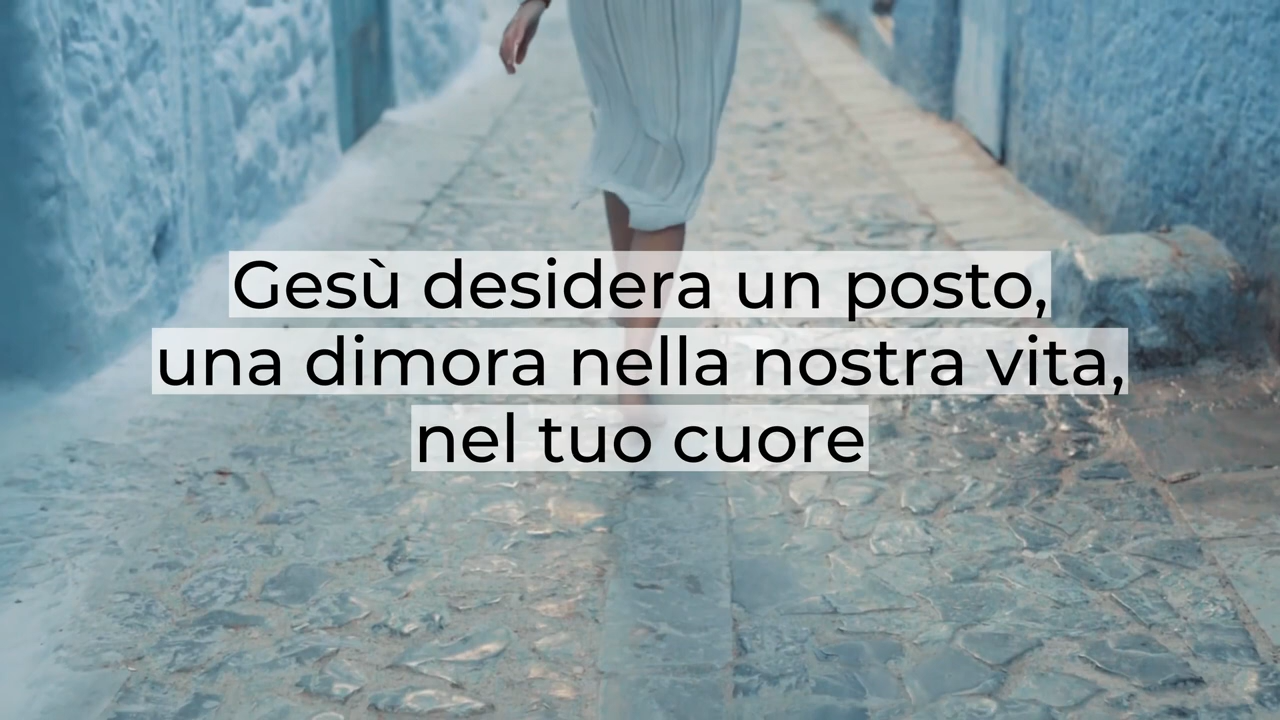 Gesù desidera un posto,
una dimora nella nostra vita,
nel tuo cuore